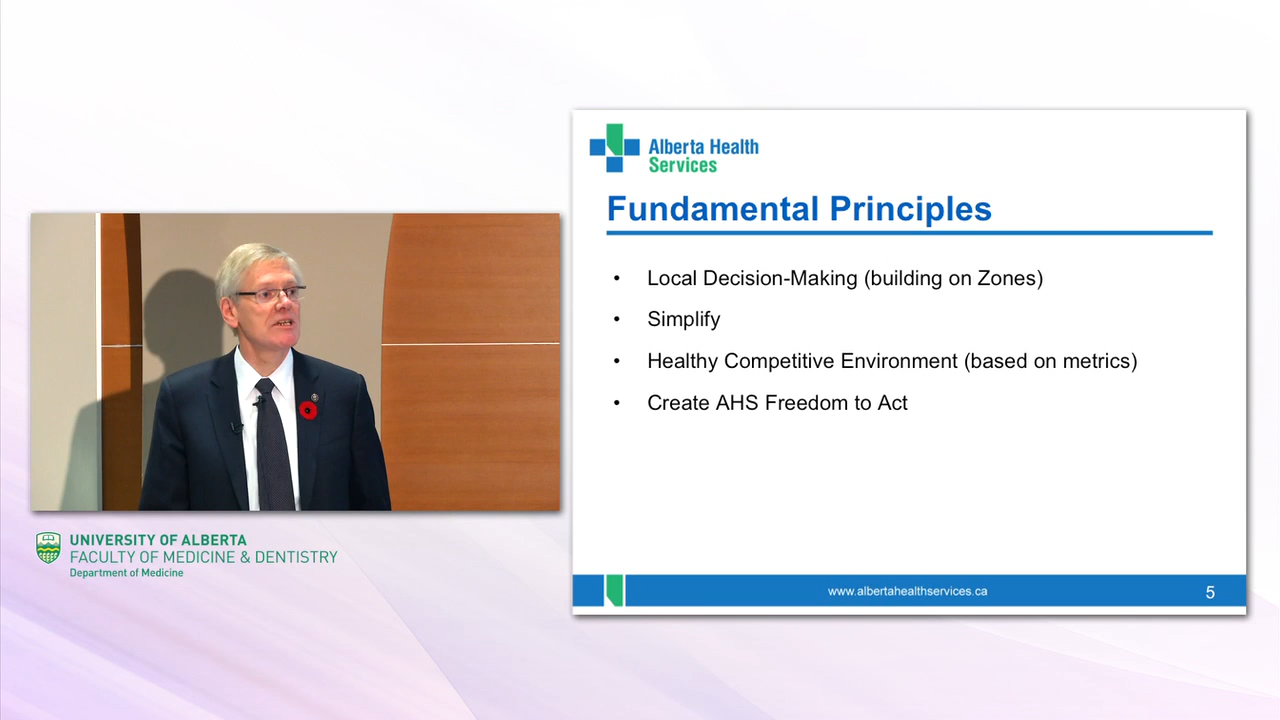 Alberta Health
Services
Fundamental Principles
• Local Decision-Making (building on Zones)
• Simplify
• Healthy Competitive Environment (based on metrics)
• Create AHS Freedom to Act
www.albertahealthservices.ca
5
UNIVERSITY OF ALBERTA
FACULTY OF MEDICINE & DENTISTRY
Department of Medicine